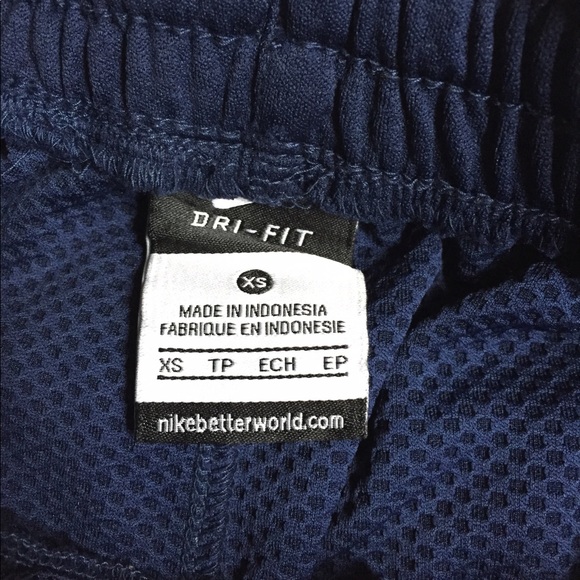 DRI-FIT
XS
MADE IN INDONESIA
FABRIQUE EN INDONESIE
XS TP ECH EP
nikebetterworld.com